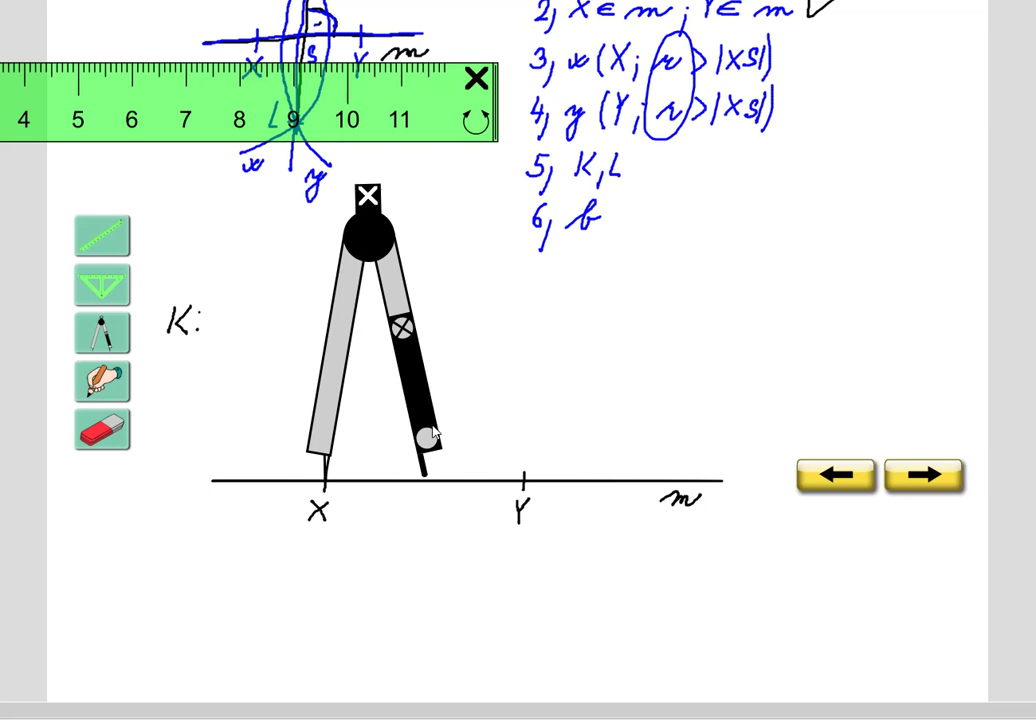 2, X ∈ m ; Y ∈ m ✓
X S Y m
3, x (X ; r > |XS|)
4 5 6 7 8 9 10 11
L
4, y (Y ; r > |XS|)
x y
5, K, L
6, b
K:
X Y m